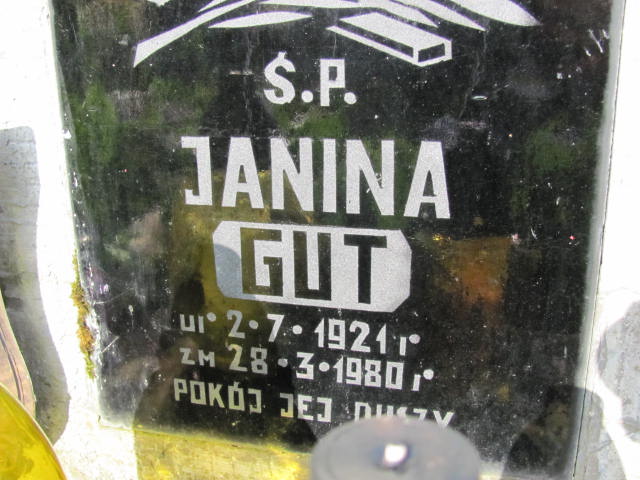 Ś.P.
JANINA
GUT
UR 2.7.1921 r
ZM 28.3.1980 r
POKÓJ JEJ DUSZY